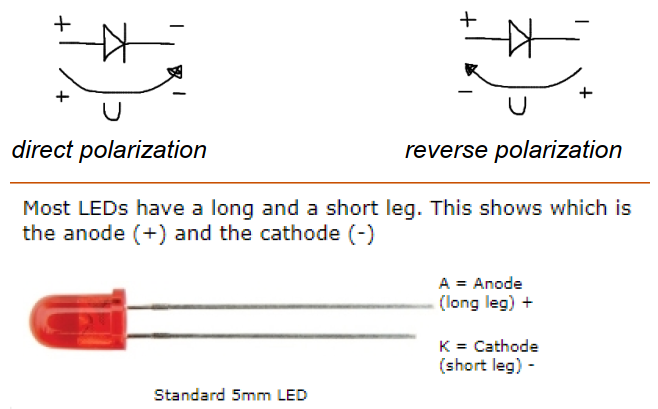 + −
+ −
U
direct polarization
+ −
− +
U
reverse polarization
Most LEDs have a long and a short leg. This shows which is
the anode (+) and the cathode (-)
A = Anode
(long leg) +
K = Cathode
(short leg) -
Standard 5mm LED